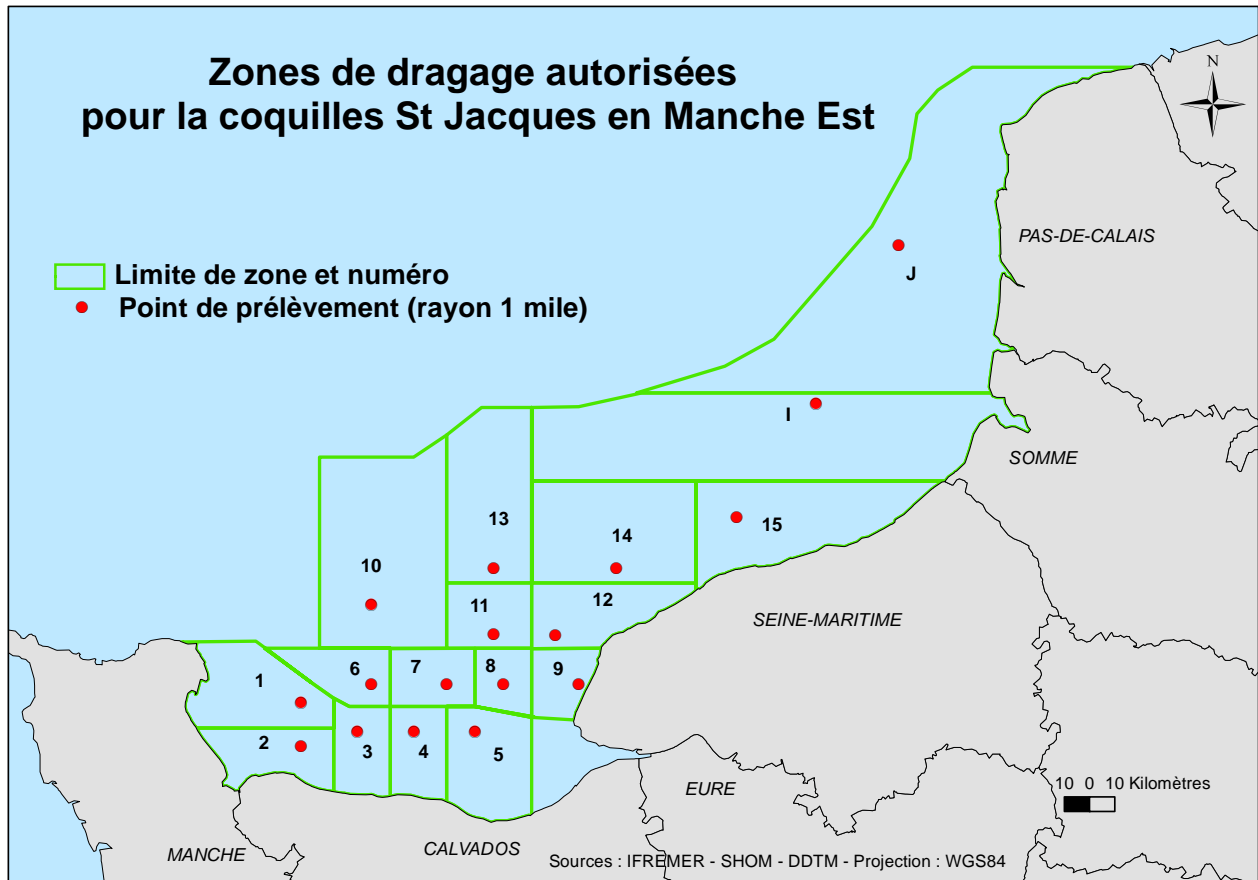 Zones de dragage autorisées
pour la coquilles St Jacques en Manche Est
N
PAS-DE-CALAIS
Limite de zone et numéro
J
Point de prélèvement (rayon 1 mile)
I
SOMME
13
15
14
10
12
11
SEINE-MARITIME
6
7
8
9
1
2
3
4
5
10 0 10 Kilomètres
EURE
MANCHE
CALVADOS
Sources : IFREMER - SHOM - DDTM - Projection : WGS84